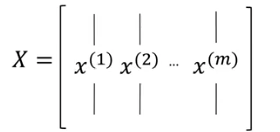 X = [ x^(1) x^(2) ... x^(m) ]